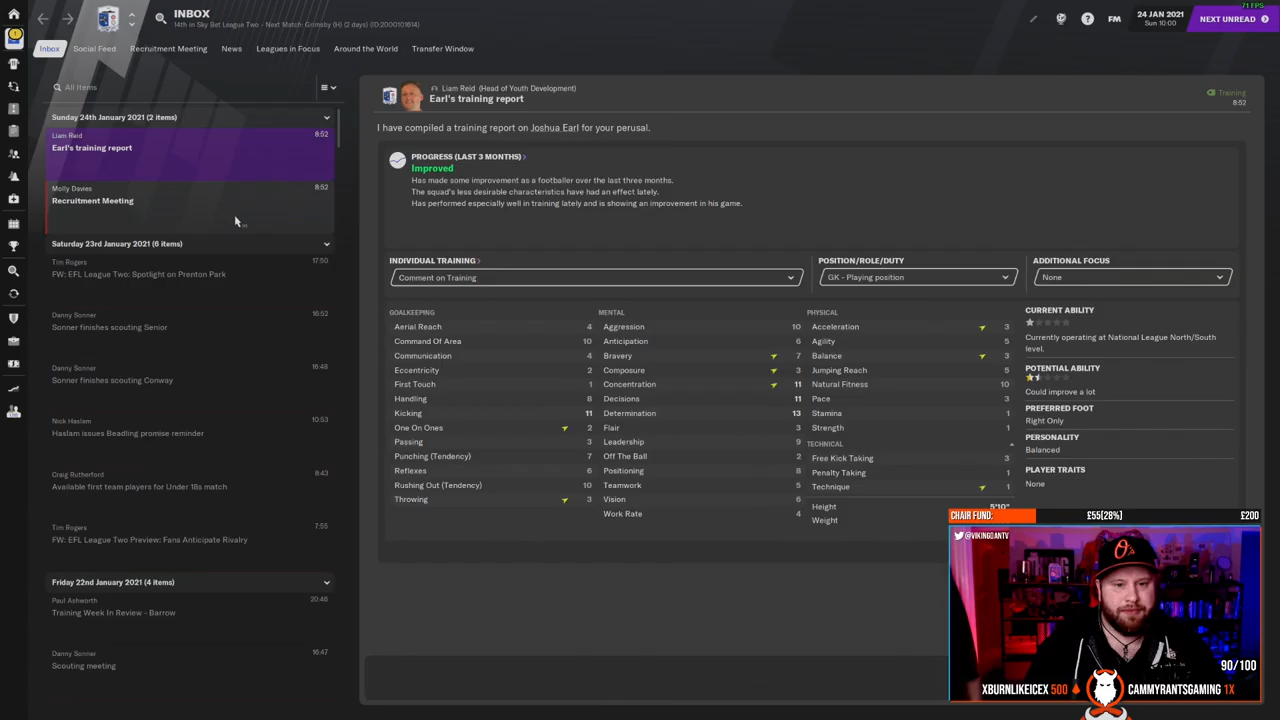 71 FPS
INBOX
14th in Sky Bet League Two - Next Match: Grimsby (H) (2 days) (ID:2000101614)
FM
24 JAN 2021
Sun 10:00
NEXT UNREAD
Inbox
Social Feed
Recruitment Meeting
News
Leagues in Focus
Around the World
Transfer Window
All Items
Sunday 24th January 2021 (2 items)
Liam Reid 8:52
Earl's training report
Molly Davies 8:52
Recruitment Meeting
Saturday 23rd January 2021 (6 items)
Tim Rogers 17:50
FW: EFL League Two: Spotlight on Prenton Park
Danny Sonner 16:52
Sonner finishes scouting Senior
Danny Sonner 16:48
Sonner finishes scouting Conway
Nick Haslam 10:53
Haslam issues Beadling promise reminder
Craig Rutherford 8:43
Available first team players for Under 18s match
Tim Rogers 7:55
FW: EFL League Two Preview: Fans Anticipate Rivalry
Friday 22nd January 2021 (4 items)
Paul Ashworth 20:46
Training Week In Review - Barrow
Danny Sonner 16:47
Scouting meeting
Liam Reid (Head of Youth Development)
Earl's training report
Training
8:52
I have compiled a training report on Joshua Earl for your perusal.
PROGRESS (LAST 3 MONTHS)
Improved
Has made some improvement as a footballer over the last three months.
The squad's less desirable characteristics have had an effect lately.
Has performed especially well in training lately and is showing an improvement in his game.
INDIVIDUAL TRAINING
Comment on Training
POSITION/ROLE/DUTY
GK - Playing position
ADDITIONAL FOCUS
None
GOALKEEPING
Aerial Reach 4
Command Of Area 10
Communication 4
Eccentricity 2
First Touch 1
Handling 8
Kicking 11
One On Ones 2
Passing 3
Punching (Tendency) 7
Reflexes 6
Rushing Out (Tendency) 10
Throwing 3
MENTAL
Aggression 10
Anticipation 6
Bravery 7
Composure 3
Concentration 11
Decisions 11
Determination 13
Flair 3
Leadership 9
Off The Ball 2
Positioning 8
Teamwork 5
Vision 6
Work Rate 4
PHYSICAL
Acceleration 3
Agility 5
Balance 3
Jumping Reach 5
Natural Fitness 10
Pace 3
Stamina 1
Strength 1
TECHNICAL
Free Kick Taking 3
Penalty Taking 1
Technique 1
Height 5'10"
Weight
CURRENT ABILITY
Currently operating at National League North/South
level.
POTENTIAL ABILITY
Could improve a lot
PREFERRED FOOT
Right Only
PERSONALITY
Balanced
PLAYER TRAITS
None
CHAIR FUND: £55(28%) £200
@VIKINGDANTV
O's
90/100
XBURNLIKEICEX 500
CAMMYRANTSGAMING 1X